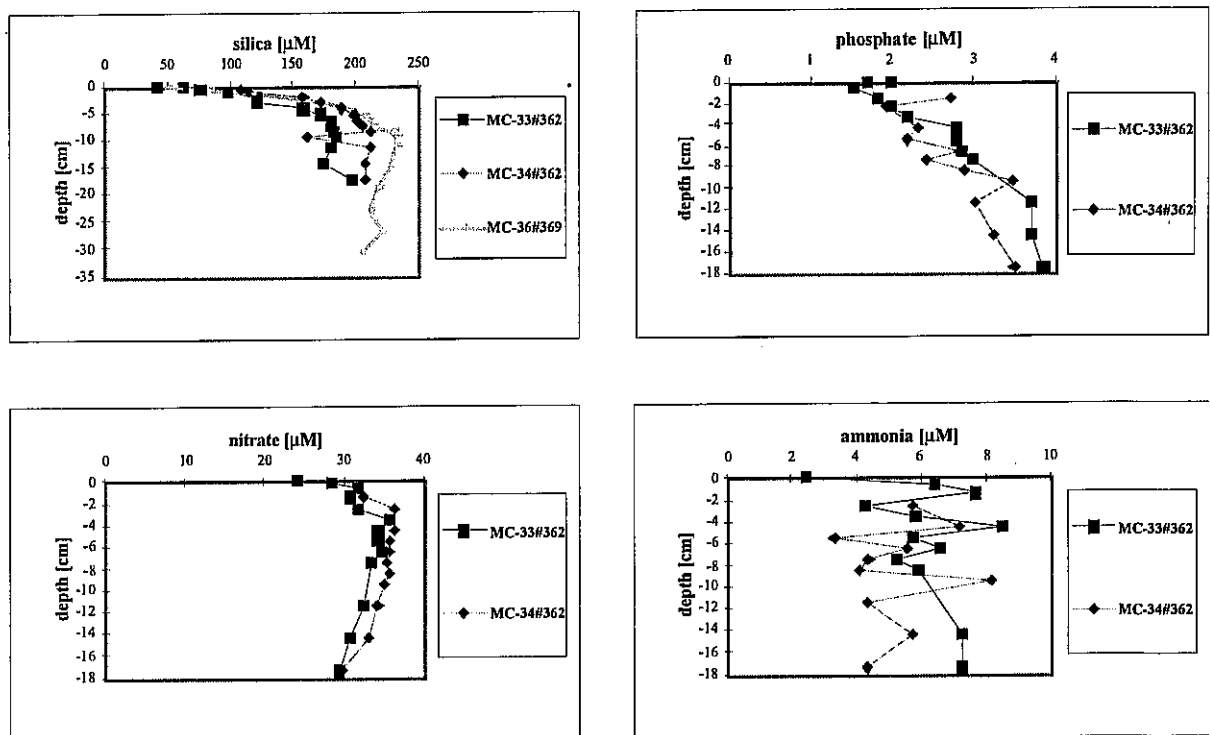 silica [µM]
0 50 100 150 200 250
0
-5
-10
-15
-20
-25
-30
-35
depth [cm]
MC-33#362
MC-34#362
MC-36#369
phosphate [µM]
0 1 2 3 4
0
-2
-4
-6
-8
-10
-12
-14
-16
-18
depth [cm]
MC-33#362
MC-34#362
nitrate [µM]
0 10 20 30 40
0
-2
-4
-6
-8
-10
-12
-14
-16
-18
depth [cm]
MC-33#362
MC-34#362
ammonia [µM]
0 2 4 6 8 10
0
-2
-4
-6
-8
-10
-12
-14
-16
-18
depth [cm]
MC-33#362
MC-34#362